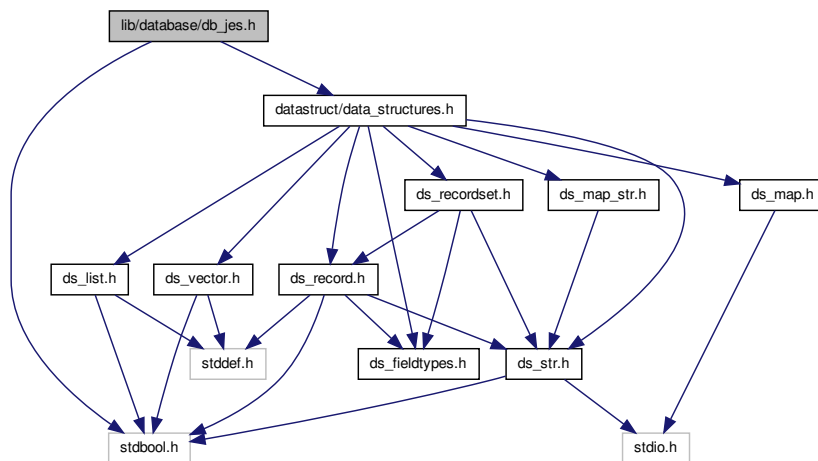 lib/database/db_jes.h
datastruct/data_structures.h
ds_recordset.h
ds_map_str.h
ds_map.h
ds_list.h
ds_vector.h
ds_record.h
stddef.h
ds_fieldtypes.h
ds_str.h
stdbool.h
stdio.h